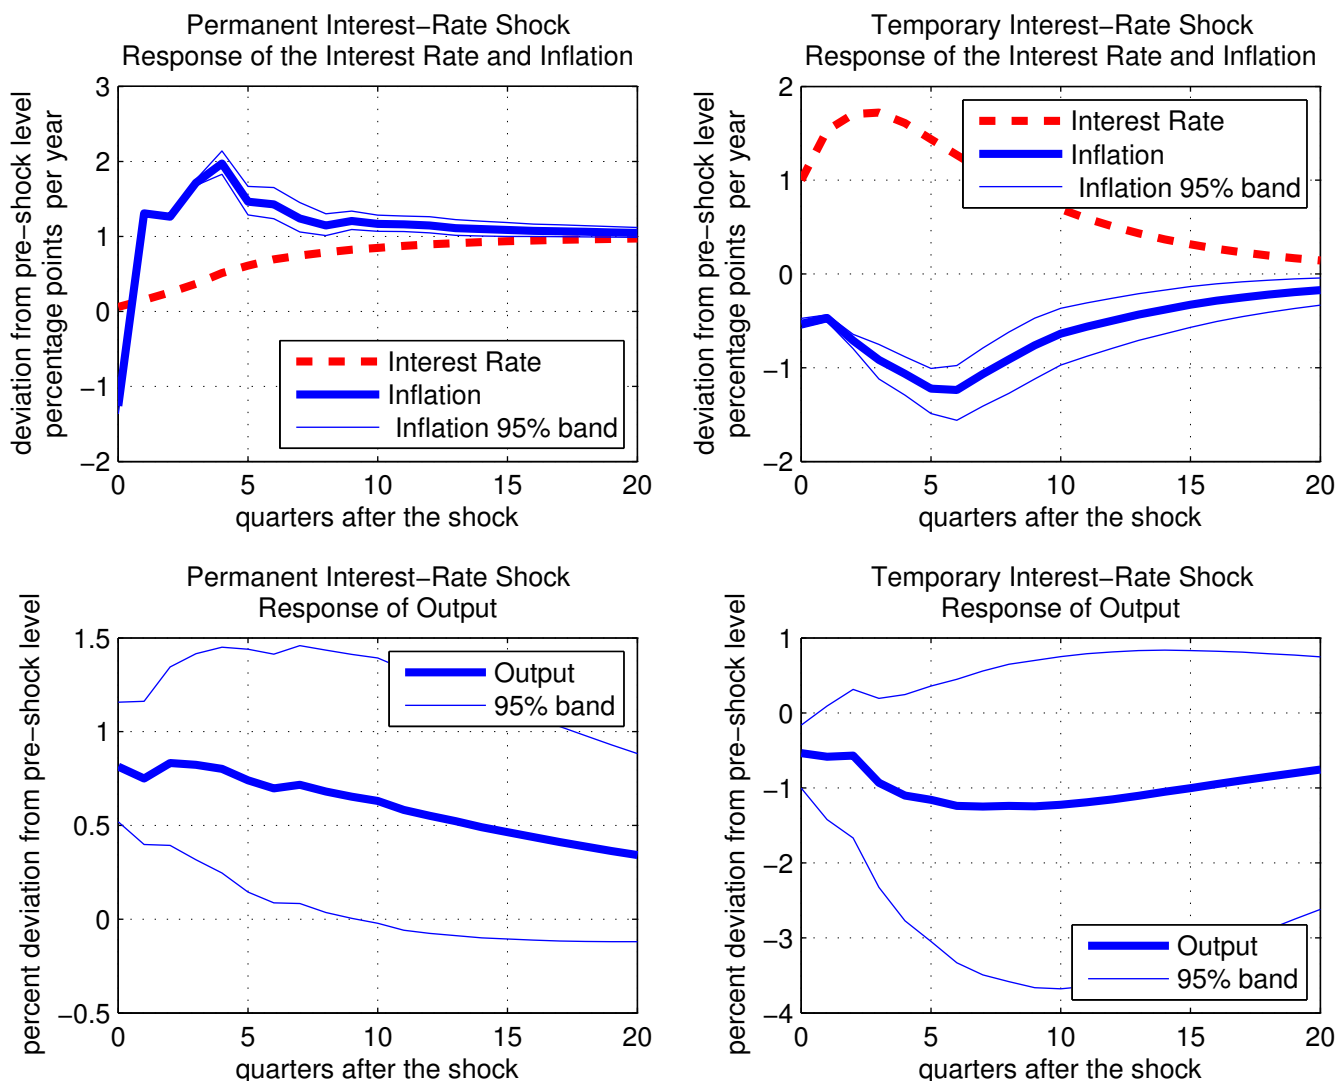 Permanent Interest−Rate Shock
Response of the Interest Rate and Inflation
deviation from pre−shock level
percentage points per year
3
2
1
0
−1
−2
Interest Rate
Inflation
Inflation 95% band
0 5 10 15 20
quarters after the shock
Temporary Interest−Rate Shock
Response of the Interest Rate and Inflation
deviation from pre−shock level
percentage points per year
2
1
0
−1
−2
Interest Rate
Inflation
Inflation 95% band
0 5 10 15 20
quarters after the shock
Permanent Interest−Rate Shock
Response of Output
percent deviation from pre−shock level
1.5
1
0.5
0
−0.5
Output
95% band
0 5 10 15 20
quarters after the shock
Temporary Interest−Rate Shock
Response of Output
percent deviation from pre−shock level
1
0
−1
−2
−3
−4
Output
95% band
0 5 10 15 20
quarters after the shock